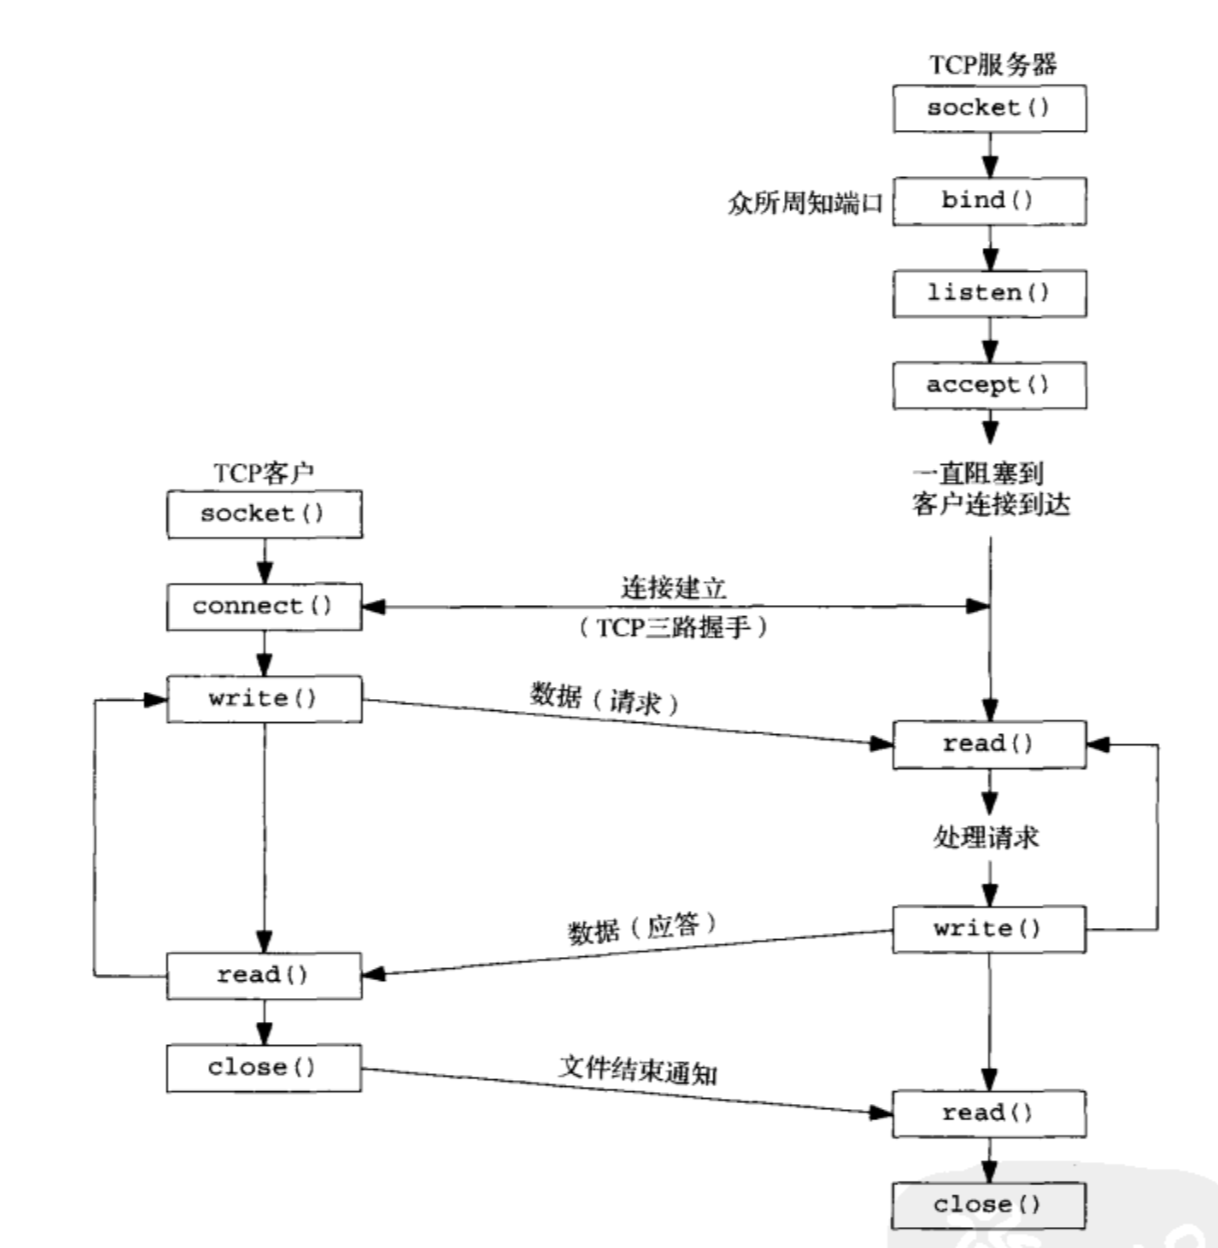 TCP服务器
socket()
众所周知端口
bind()
listen()
accept()
一直阻塞到
客户连接到达
TCP客户
socket()
connect()
连接建立
（TCP三路握手）
write()
数据（请求）
read()
处理请求
write()
数据（应答）
read()
close()
文件结束通知
read()
close()